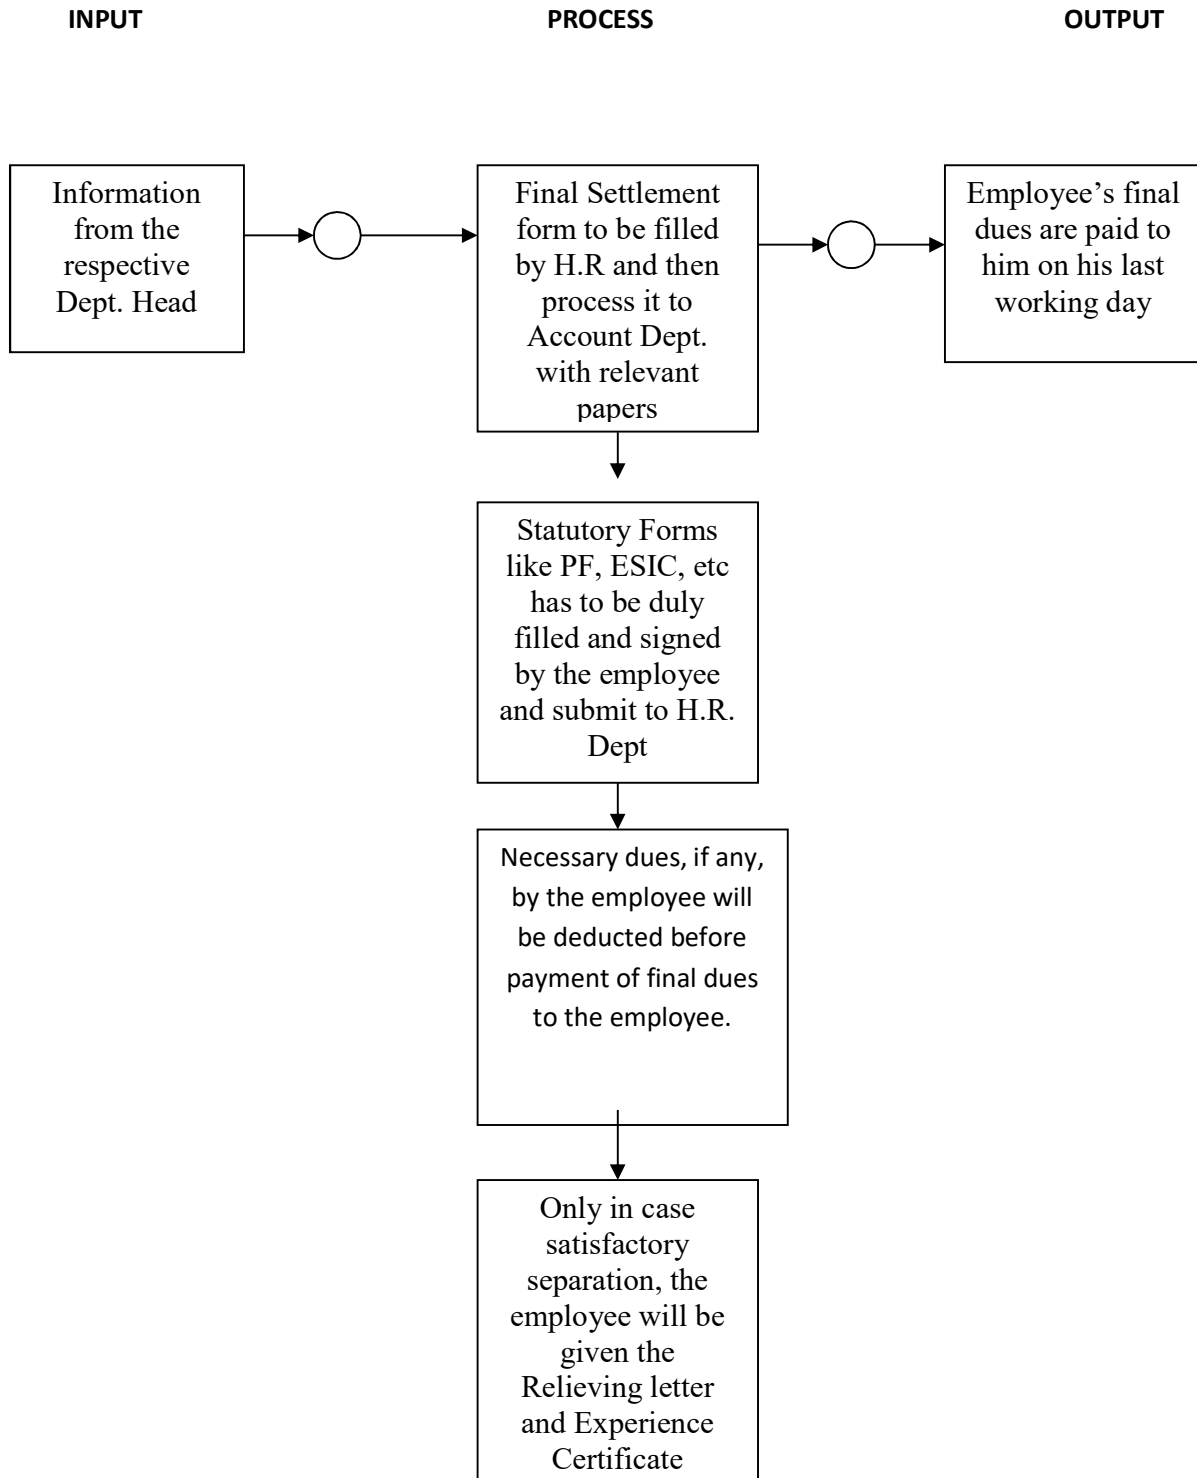 INPUT
PROCESS
OUTPUT
Information
from the
respective
Dept. Head
Final Settlement
form to be filled
by H.R and then
process it to
Account Dept.
with relevant
papers
Employee’s final
dues are paid to
him on his last
working day
Statutory Forms
like PF, ESIC, etc
has to be duly
filled and signed
by the employee
and submit to H.R.
Dept
Necessary dues, if any,
by the employee will
be deducted before
payment of final dues
to the employee.
Only in case
satisfactory
separation, the
employee will be
given the
Relieving letter
and Experience
Certificate